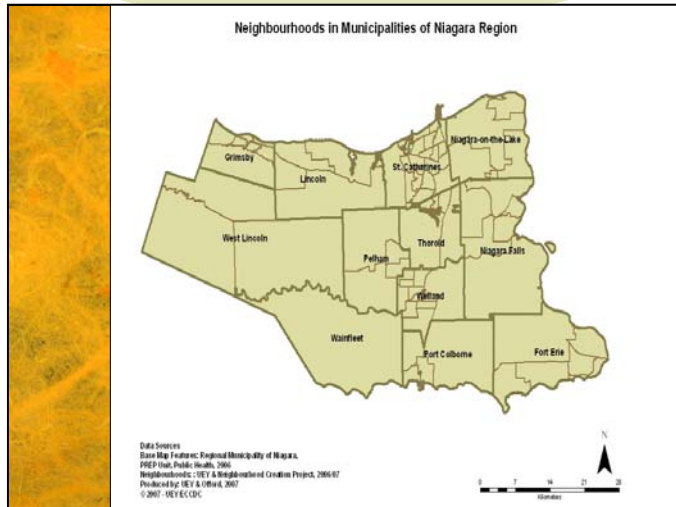 Neighbourhoods in Municipalities of Niagara Region
Niagara-on-the-Lake
Grimsby
St. Catharines
Lincoln
West Lincoln
Thorold
Niagara Falls
Pelham
Welland
Wainfleet
Port Colborne
Fort Erie
Data Sources
Base Map Features: Regional Municipality of Niagara,
PREP Unit, Public Health, 2006
Neighbourhoods: : UEY & Neighbourhood Creation Project, 2006/07
Produced by: UEY & Offord, 2007
© 2007 - UEY ECCDC
N
0 3.5 7 14 21 28
Kilometers